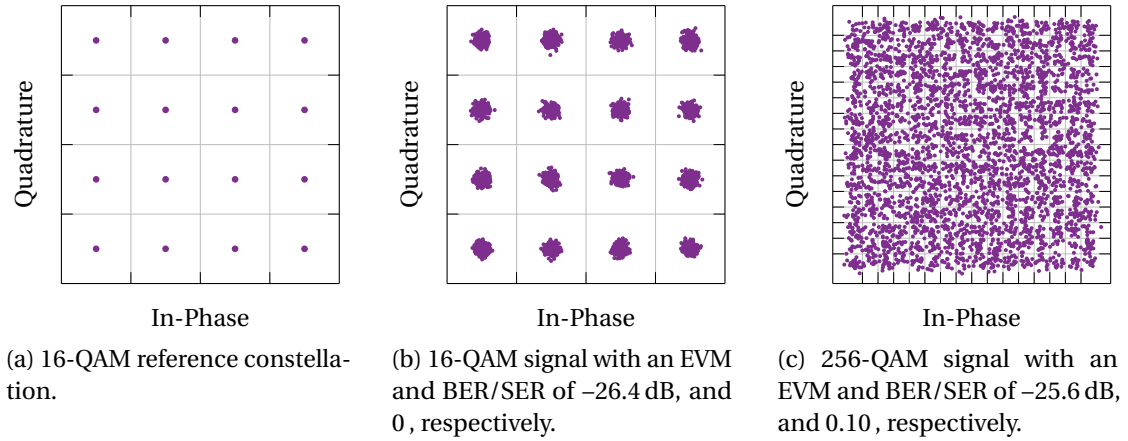 Quadrature
In-Phase
(a) 16-QAM reference constella-
tion.
Quadrature
In-Phase
(b) 16-QAM signal with an EVM
and BER/SER of –26.4 dB, and
0 , respectively.
Quadrature
In-Phase
(c) 256-QAM signal with an
EVM and BER/SER of –25.6 dB,
and 0.10 , respectively.